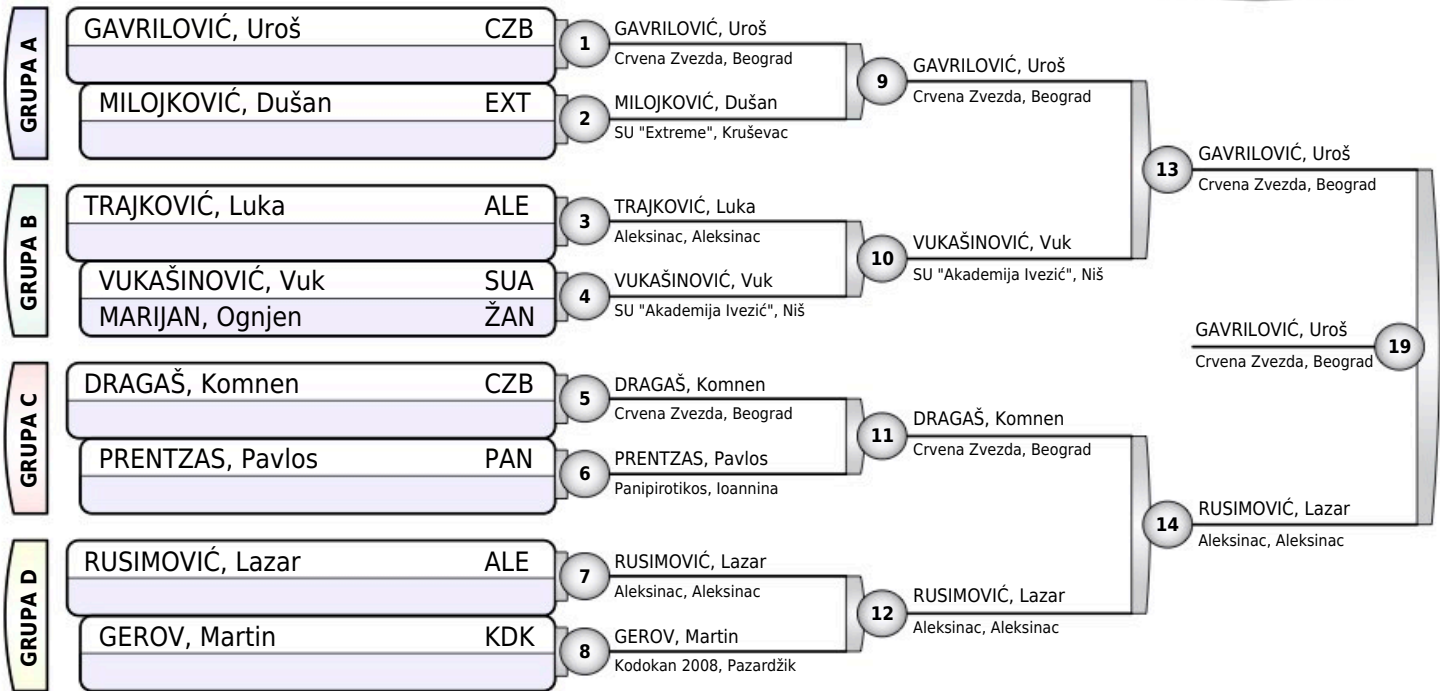 GRUPA A
GAVRILOVIĆ, Uroš CZB
MILOJKOVIĆ, Dušan EXT
1
GAVRILOVIĆ, Uroš
Crvena Zvezda, Beograd
2
MILOJKOVIĆ, Dušan
SU "Extreme", Kruševac
9
GAVRILOVIĆ, Uroš
Crvena Zvezda, Beograd
GRUPA B
TRAJKOVIĆ, Luka ALE
VUKAŠINOVIĆ, Vuk SUA
MARIJAN, Ognjen ŽAN
3
TRAJKOVIĆ, Luka
Aleksinac, Aleksinac
4
VUKAŠINOVIĆ, Vuk
SU "Akademija Ivezić", Niš
10
VUKAŠINOVIĆ, Vuk
SU "Akademija Ivezić", Niš
13
GAVRILOVIĆ, Uroš
Crvena Zvezda, Beograd
GRUPA C
DRAGAŠ, Komnen CZB
PRENTZAS, Pavlos PAN
5
DRAGAŠ, Komnen
Crvena Zvezda, Beograd
6
PRENTZAS, Pavlos
Panipirotikos, Ioannina
11
DRAGAŠ, Komnen
Crvena Zvezda, Beograd
GRUPA D
RUSIMOVIĆ, Lazar ALE
GEROV, Martin KDK
7
RUSIMOVIĆ, Lazar
Aleksinac, Aleksinac
8
GEROV, Martin
Kodokan 2008, Pazardžik
12
RUSIMOVIĆ, Lazar
Aleksinac, Aleksinac
14
RUSIMOVIĆ, Lazar
Aleksinac, Aleksinac
GAVRILOVIĆ, Uroš
Crvena Zvezda, Beograd
19